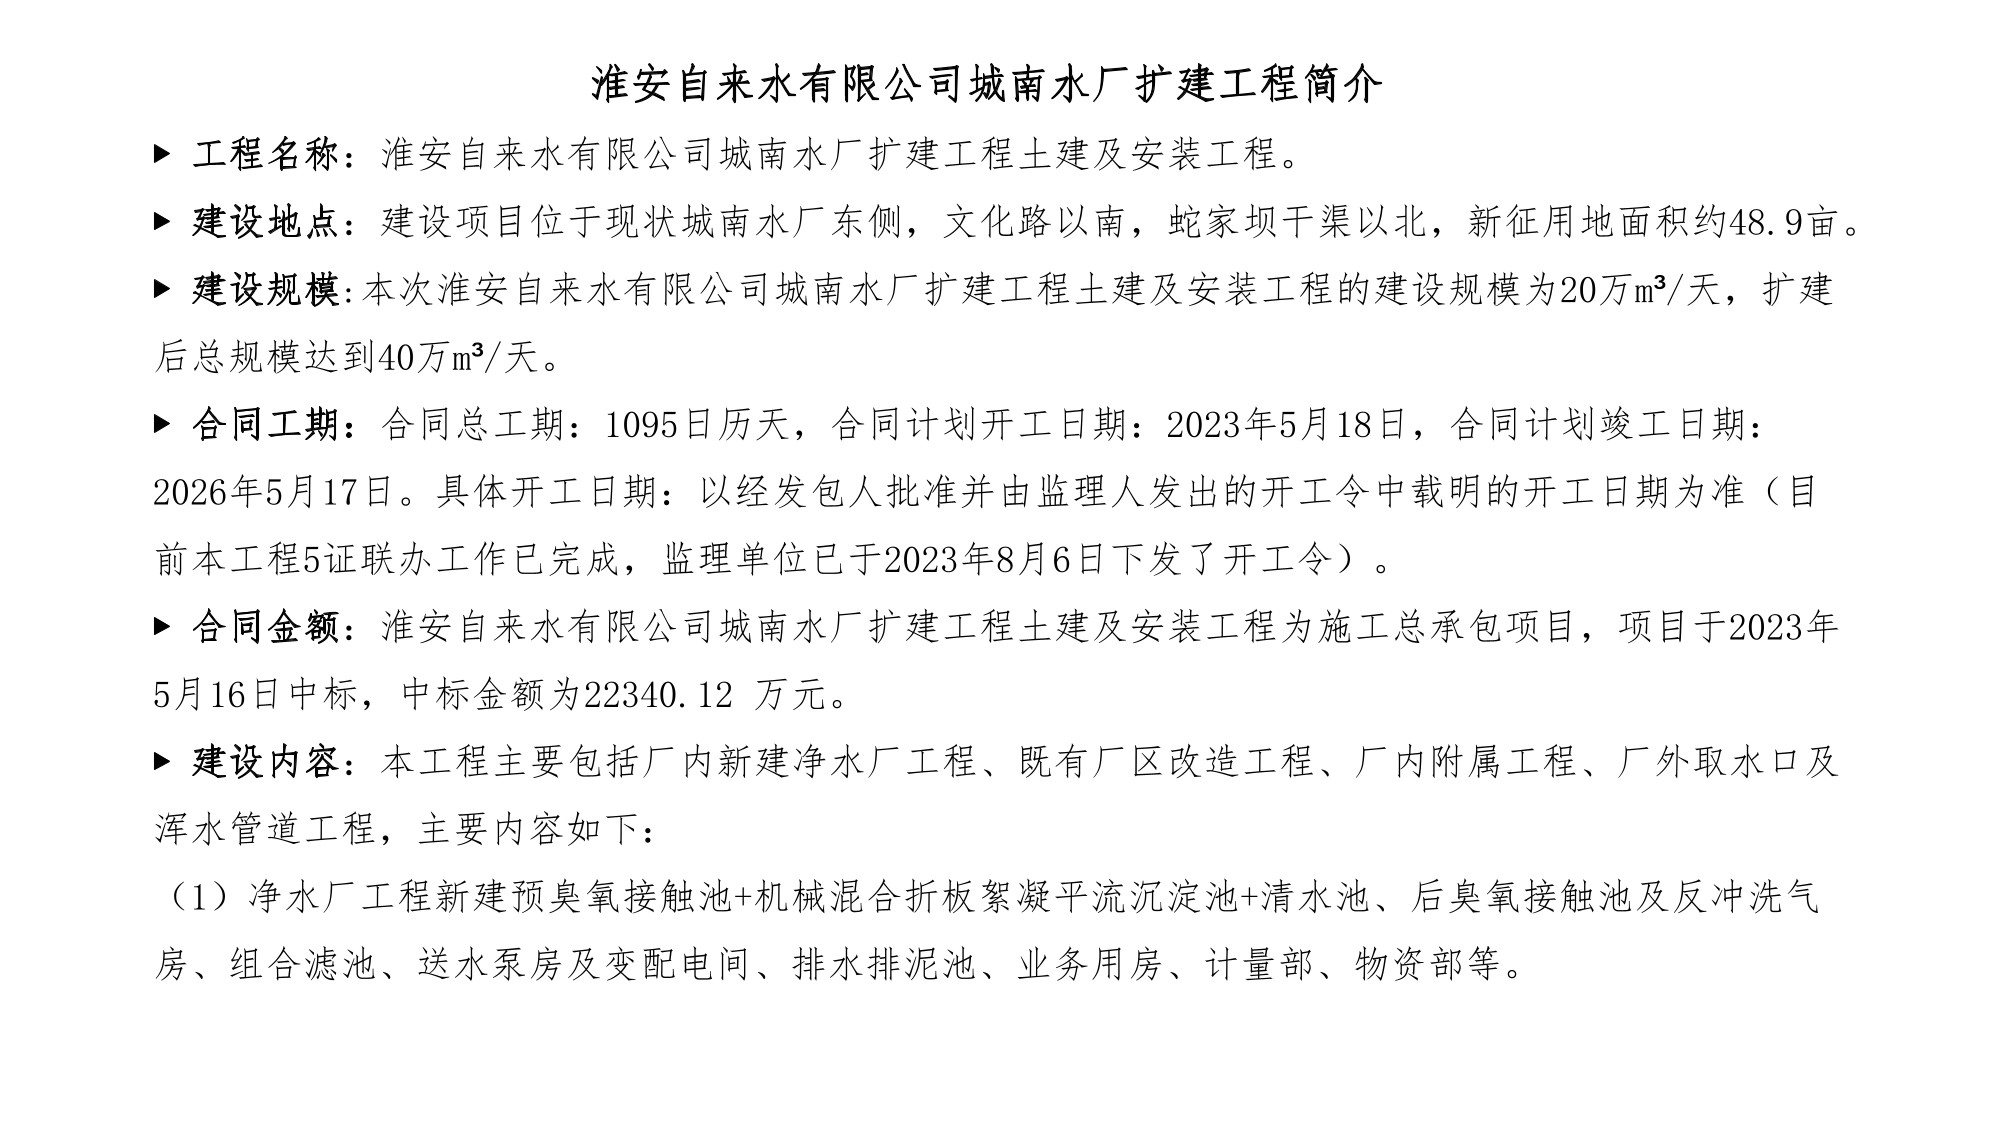 淮安自来水有限公司城南水厂扩建工程简介
▶ 工程名称：淮安自来水有限公司城南水厂扩建工程土建及安装工程。
▶ 建设地点：建设项目位于现状城南水厂东侧，文化路以南，蛇家坝干渠以北，新征用地面积约48.9亩。
▶ 建设规模:本次淮安自来水有限公司城南水厂扩建工程土建及安装工程的建设规模为20万m³/天，扩建
后总规模达到40万m³/天。
▶ 合同工期：合同总工期：1095日历天，合同计划开工日期：2023年5月18日，合同计划竣工日期：
2026年5月17日。具体开工日期：以经发包人批准并由监理人发出的开工令中载明的开工日期为准（目
前本工程5证联办工作已完成，监理单位已于2023年8月6日下发了开工令）。
▶ 合同金额：淮安自来水有限公司城南水厂扩建工程土建及安装工程为施工总承包项目，项目于2023年
5月16日中标，中标金额为22340.12 万元。
▶ 建设内容：本工程主要包括厂内新建净水厂工程、既有厂区改造工程、厂内附属工程、厂外取水口及
浑水管道工程，主要内容如下：
（1）净水厂工程新建预臭氧接触池+机械混合折板絮凝平流沉淀池+清水池、后臭氧接触池及反冲洗气
房、组合滤池、送水泵房及变配电间、排水排泥池、业务用房、计量部、物资部等。